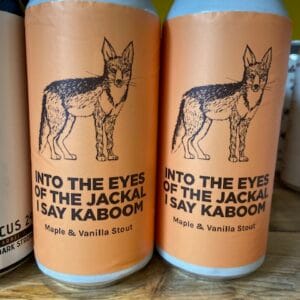 INTO THE EYES
OF THE JACKAL
I SAY KABOOM
Maple & Vanilla Stout
INTO THE EYES
OF THE JACKAL
I SAY KABOOM
Maple & Vanilla Stout